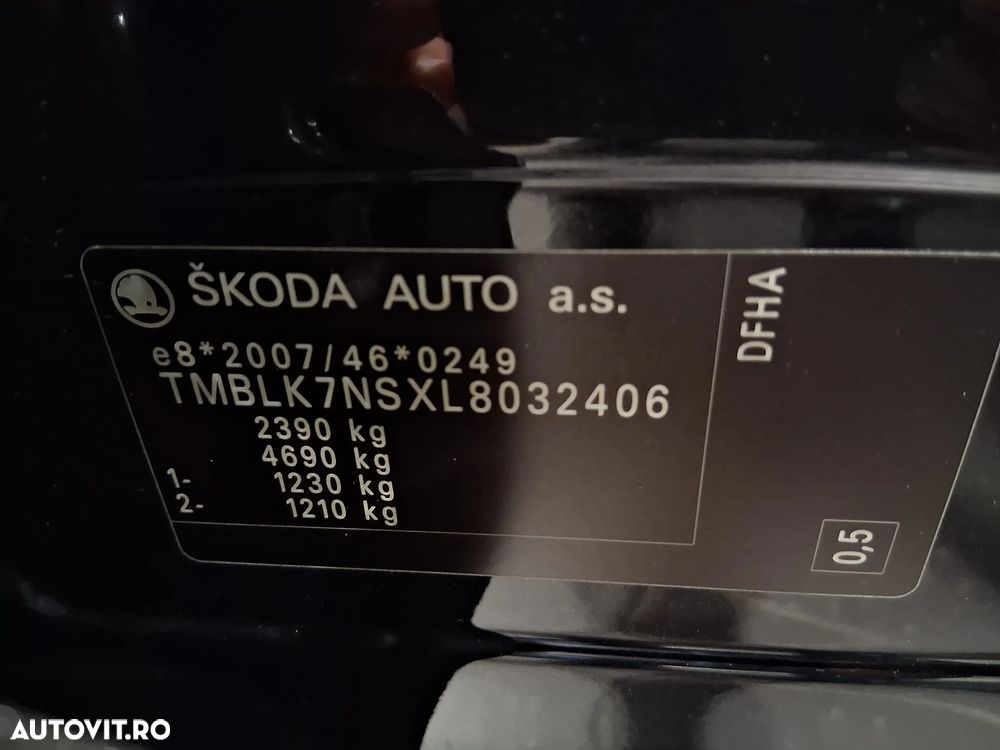 ŠKODA AUTO a.s.
e8*2007/46*0249
TMBLK7NSXL8032406
2390 kg
4690 kg
1- 1230 kg
2- 1210 kg
DFHA
0,5
AUTOVIT.RO